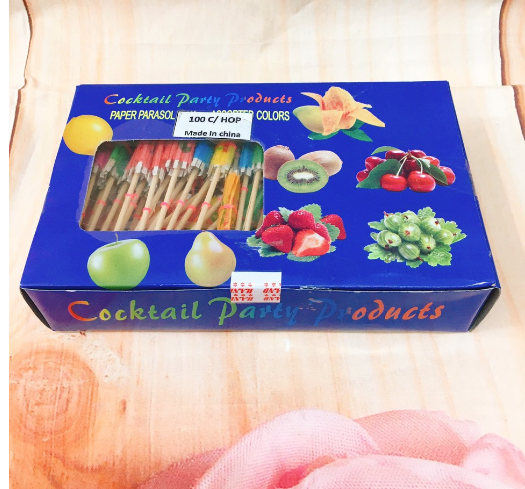 Cocktail Party Products
PAPER PARASOL COLORS
100 C/ HOP
Made in china
Cocktail Party Products